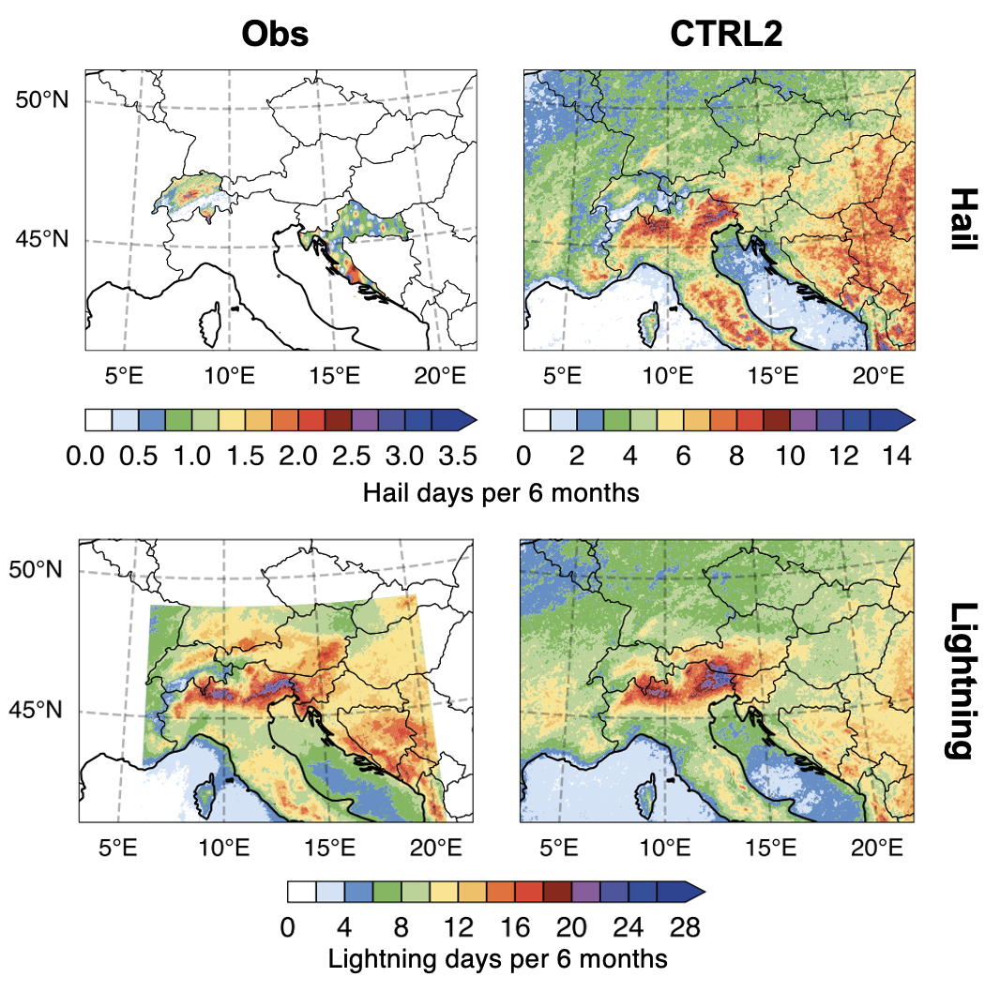 Obs
CTRL2
50°N
45°N
5°E 10°E 15°E 20°E
5°E 10°E 15°E 20°E
Hail
0.0 0.5 1.0 1.5 2.0 2.5 3.0 3.5
0 2 4 6 8 10 12 14
Hail days per 6 months
50°N
45°N
5°E 10°E 15°E 20°E
5°E 10°E 15°E 20°E
Lightning
0 4 8 12 16 20 24 28
Lightning days per 6 months